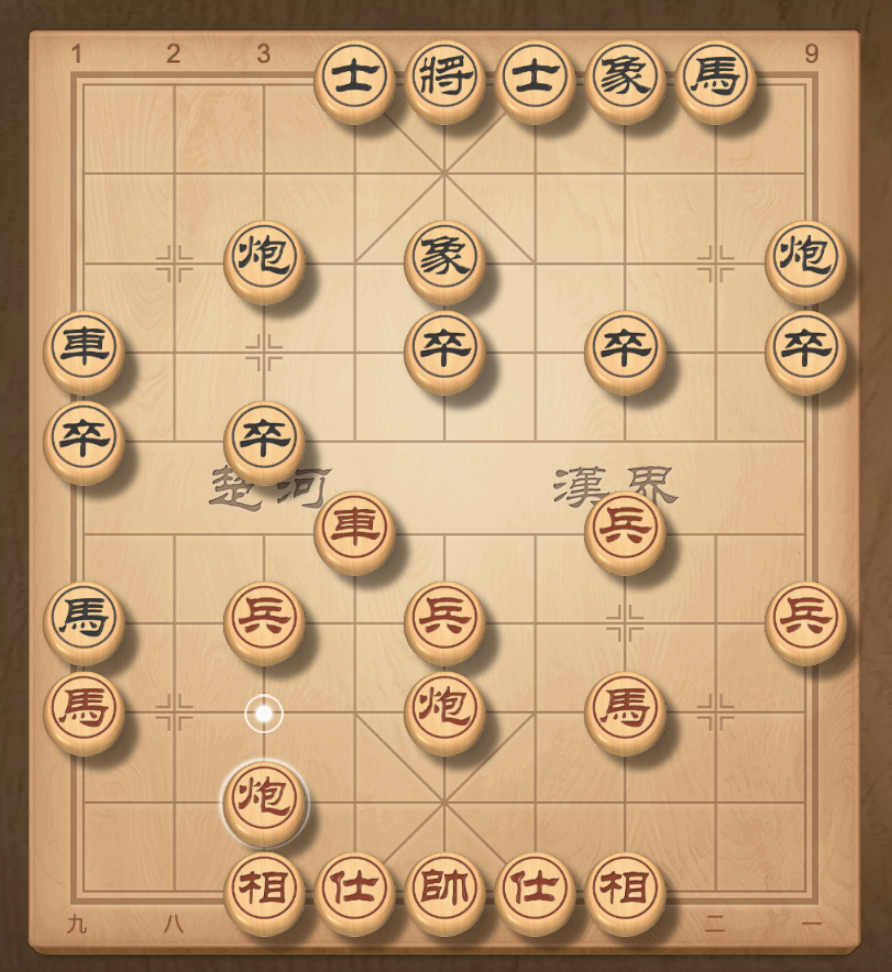 1 2 3 9
士 將 士 象 馬
炮 象 炮
車 卒 卒 卒
卒 卒
楚 河 漢 界
車 兵
馬 兵 兵 兵
馬 炮 馬
炮
相 仕 帥 仕 相
九 八 二 一